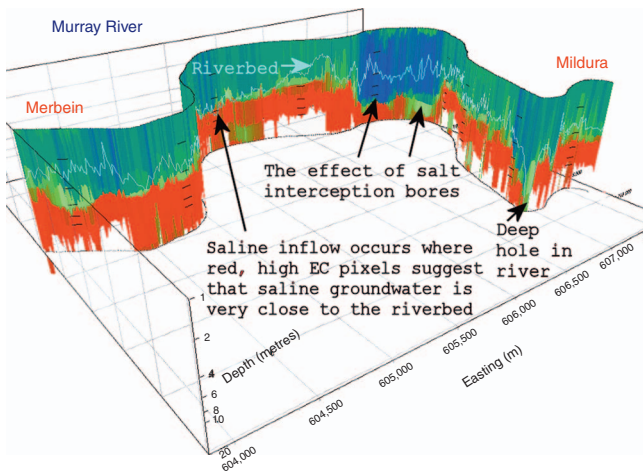 Murray River
Mildura
Riverbed
Merbein
The effect of salt
interception bores
Deep
hole in
river
Saline inflow occurs where
red, high EC pixels suggest
that saline groundwater is
very close to the riverbed
Depth (metres)
1
2
4
6
8
10
20
Easting (m)
604,000
604,500
605,000
605,500
606,000
606,500
607,000